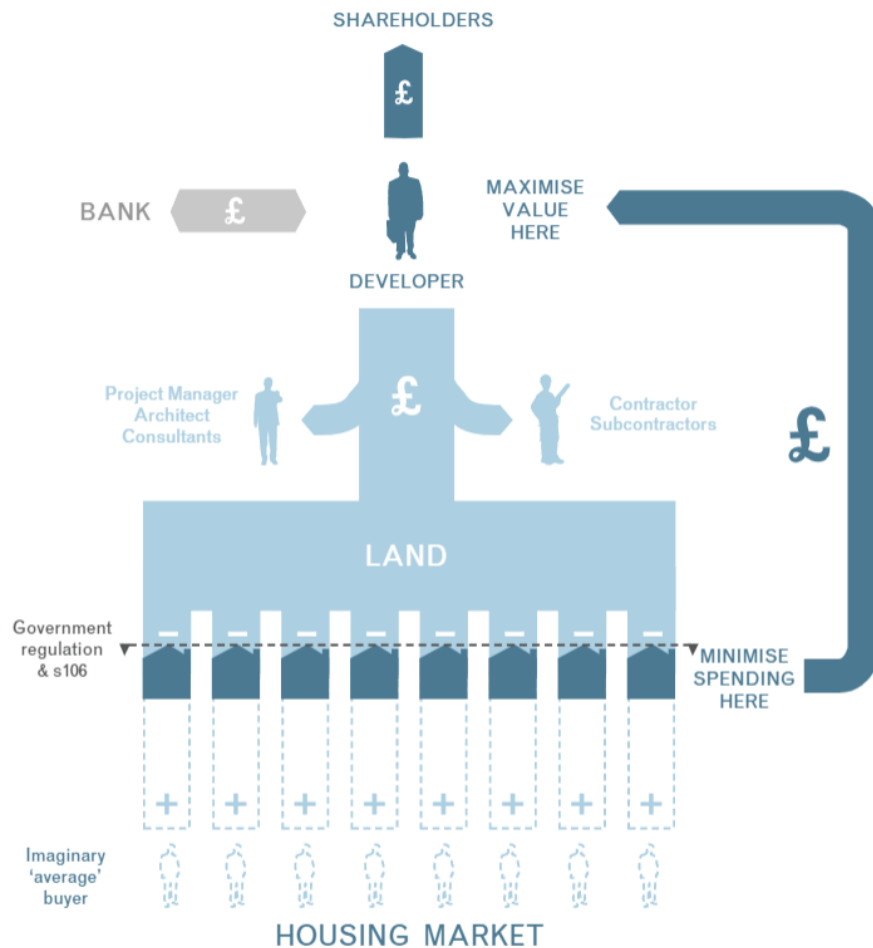 SHAREHOLDERS
£
BANK
£
MAXIMISE
VALUE
HERE
DEVELOPER
£
Project Manager
Architect
Consultants
Contractor
Subcontractors
£
LAND
Government
regulation
& s106
− − − − − − − −
MINIMISE
SPENDING
HERE
+ + + + + + + +
Imaginary
‘average’
buyer
HOUSING MARKET